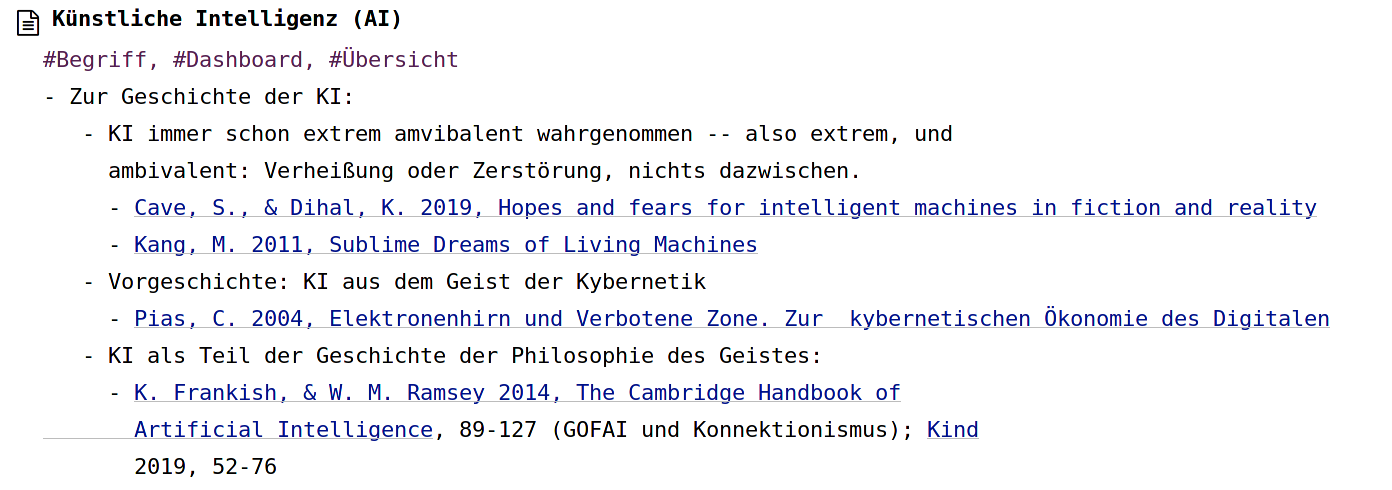 Künstliche Intelligenz (AI)
#Begriff, #Dashboard, #Übersicht
- Zur Geschichte der KI:
- KI immer schon extrem amvibalent wahrgenommen -- also extrem, und
ambivalent: Verheißung oder Zerstörung, nichts dazwischen.
- Cave, S., & Dihal, K. 2019, Hopes and fears for intelligent machines in fiction and reality
- Kang, M. 2011, Sublime Dreams of Living Machines
- Vorgeschichte: KI aus dem Geist der Kybernetik
- Pias, C. 2004, Elektronenhirn und Verbotene Zone. Zur  kybernetischen Ökonomie des Digitalen
- KI als Teil der Geschichte der Philosophie des Geistes:
- K. Frankish, & W. M. Ramsey 2014, The Cambridge Handbook of
Artificial Intelligence, 89-127 (GOFAI und Konnektionismus); Kind
2019, 52-76